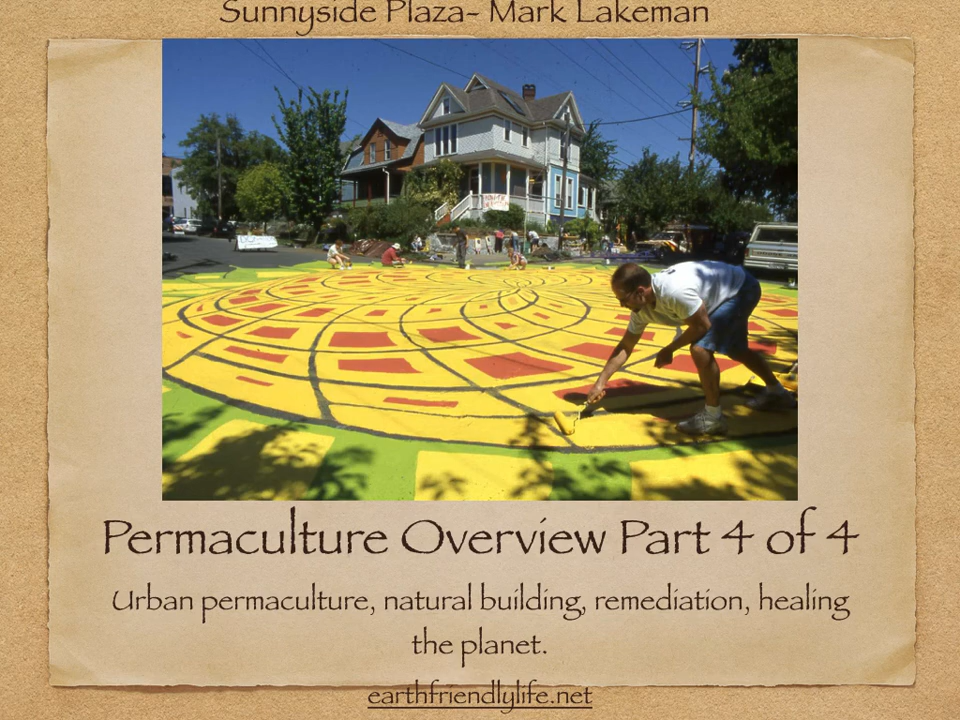 Sunnyside Plaza- Mark Lakeman
Permaculture Overview Part 4 of 4
Urban permaculture, natural building, remediation, healing
the planet.
earthfriendlylife.net